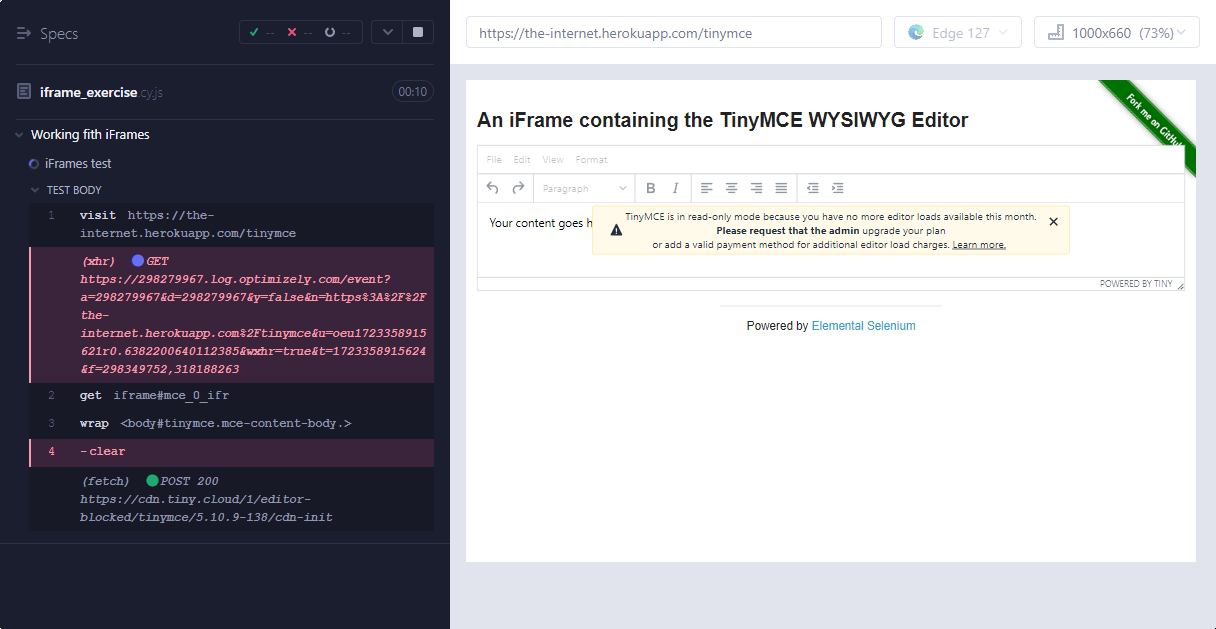 Specs
-- -- --
iframe_exercise cy.js
00:10
Working fith iFrames
iFrames test
TEST BODY
1 visit https://the-
internet.herokuapp.com/tinymce
(xhr) GET
https://298279967.log.optimizely.com/event?
a=298279967&d=298279967&y=false&n=https%3A%2F%2F
the-
internet.herokuapp.com%2Ftinymce&u=oeu1723358915
621r0.6382200640112385&wxhr=true&t=1723358915624
&f=298349752,318188263
2 get iframe#mce_0_ifr
3 wrap <body#tinymce.mce-content-body.>
4 -clear
(fetch) POST 200
https://cdn.tiny.cloud/1/editor-
blocked/tinymce/5.10.9-138/cdn-init
https://the-internet.herokuapp.com/tinymce
Edge 127
1000x660 (73%)
Fork me on GitHub
An iFrame containing the TinyMCE WYSIWYG Editor
File Edit View Format
Paragraph B I
Your content goes h
TinyMCE is in read-only mode because you have no more editor loads available this month.
Please request that the admin upgrade your plan
or add a valid payment method for additional editor load charges. Learn more.
POWERED BY TINY
Powered by Elemental Selenium